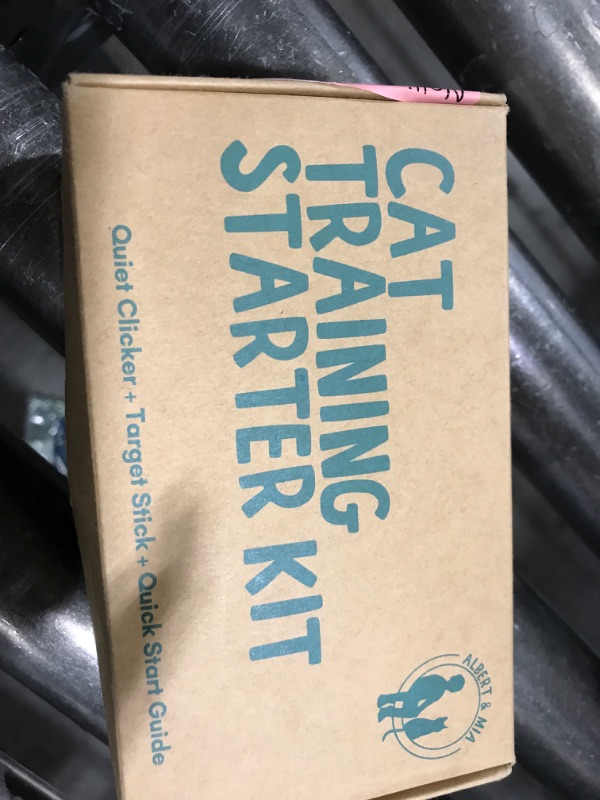 CAT
TRAINING
STARTER KIT
Quiet Clicker + Target Stick + Quick Start Guide
ALBERT & MIA